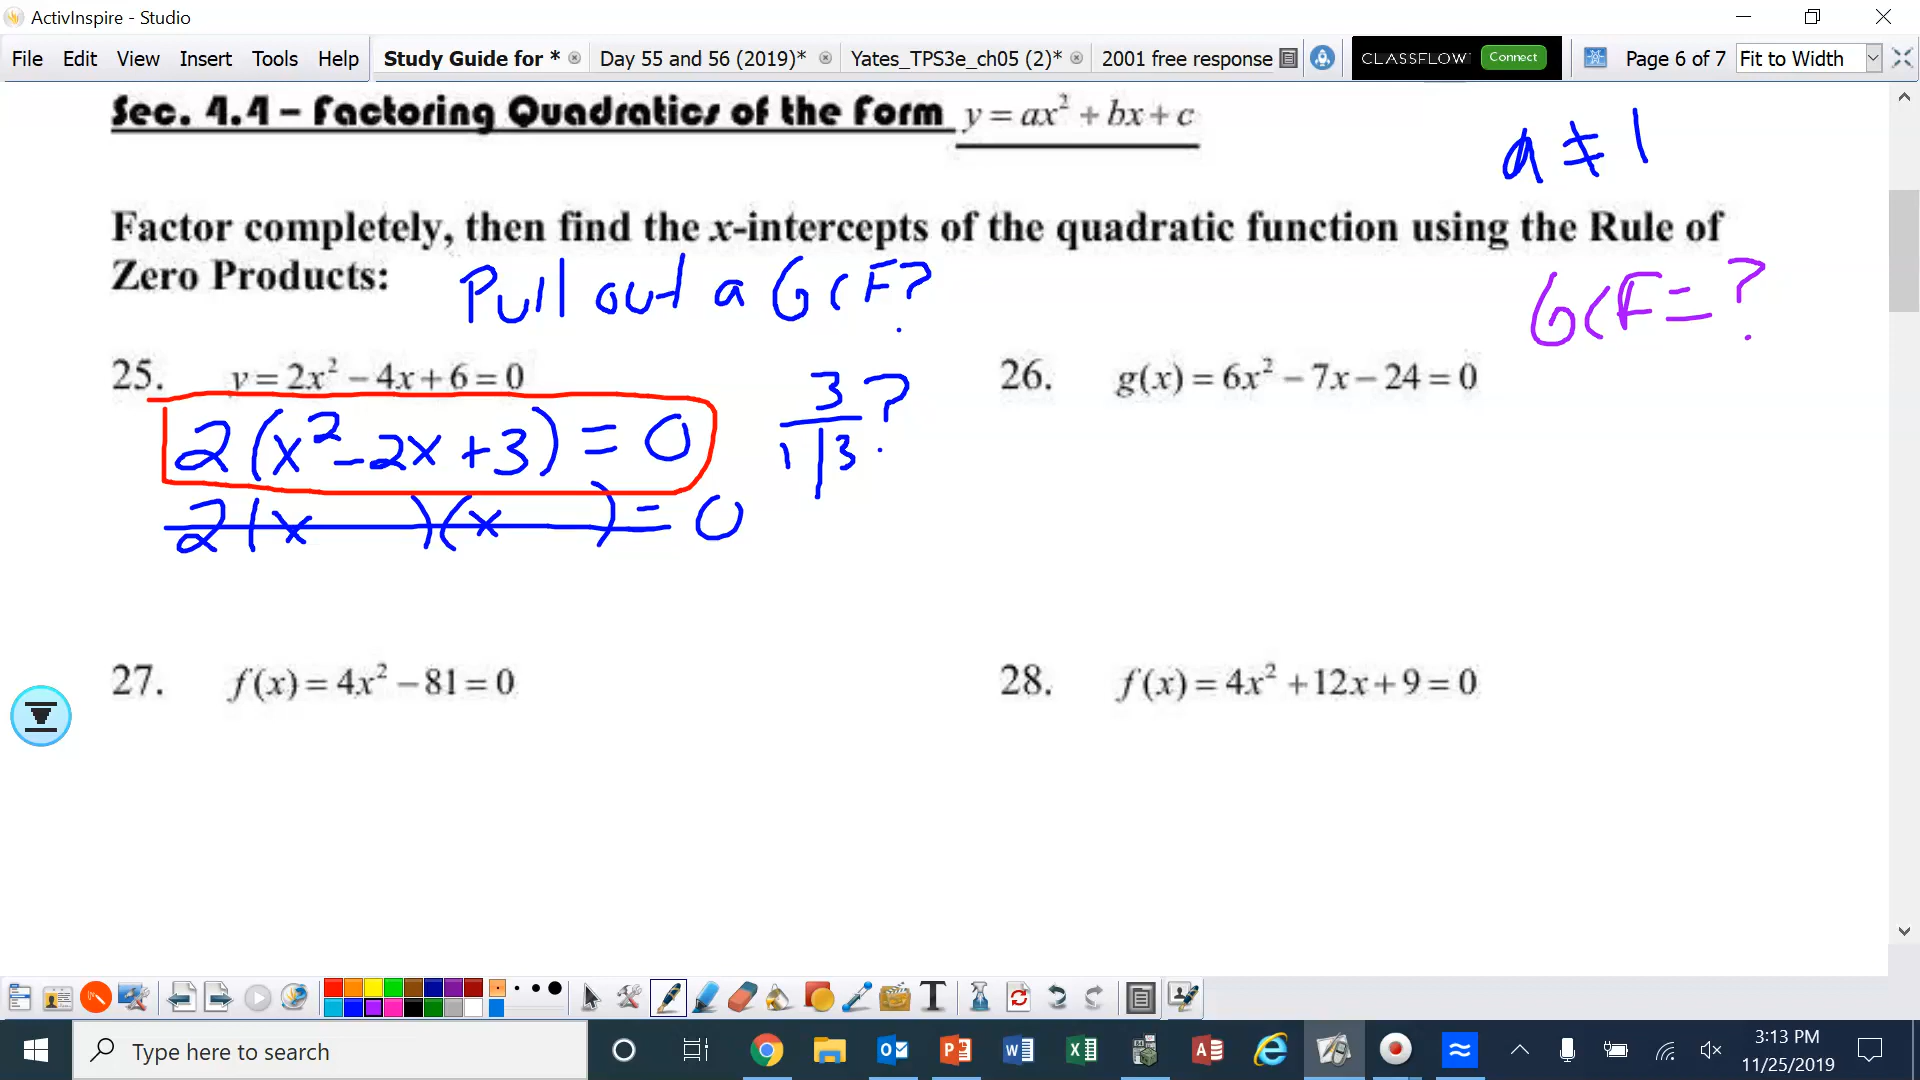 ActivInspire - Studio
File Edit View Insert Tools Help Study Guide for * Day 55 and 56 (2019)* Yates_TPS3e_ch05 (2)* 2001 free response CLASSFLOW Connect Page 6 of 7 Fit to Width
Sec. 4.4 – Factoring Quadratics of the Form y = ax² + bx + c
a ≠ 1
Factor completely, then find the x-intercepts of the quadratic function using the Rule of
Zero Products:
Pull out a GCF?
GCF = ?
25. y = 2x² − 4x + 6 = 0
2(x² − 2x + 3) = 0
3 ?
1 | 3
2(x )(x ) = 0
26. g(x) = 6x² − 7x − 24 = 0
27. f(x) = 4x² − 81 = 0
28. f(x) = 4x² + 12x + 9 = 0
Type here to search
3:13 PM
11/25/2019